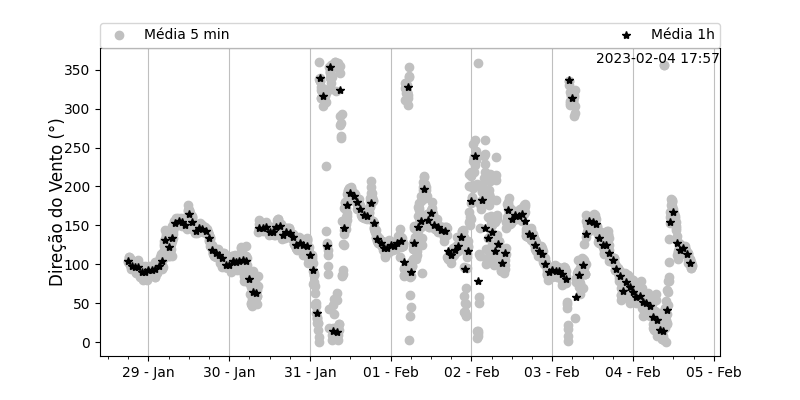 Média 5 min
Média 1h
2023-02-04 17:57
Direção do Vento (°)
350
300
250
200
150
100
50
0
29 - Jan
30 - Jan
31 - Jan
01 - Feb
02 - Feb
03 - Feb
04 - Feb
05 - Feb